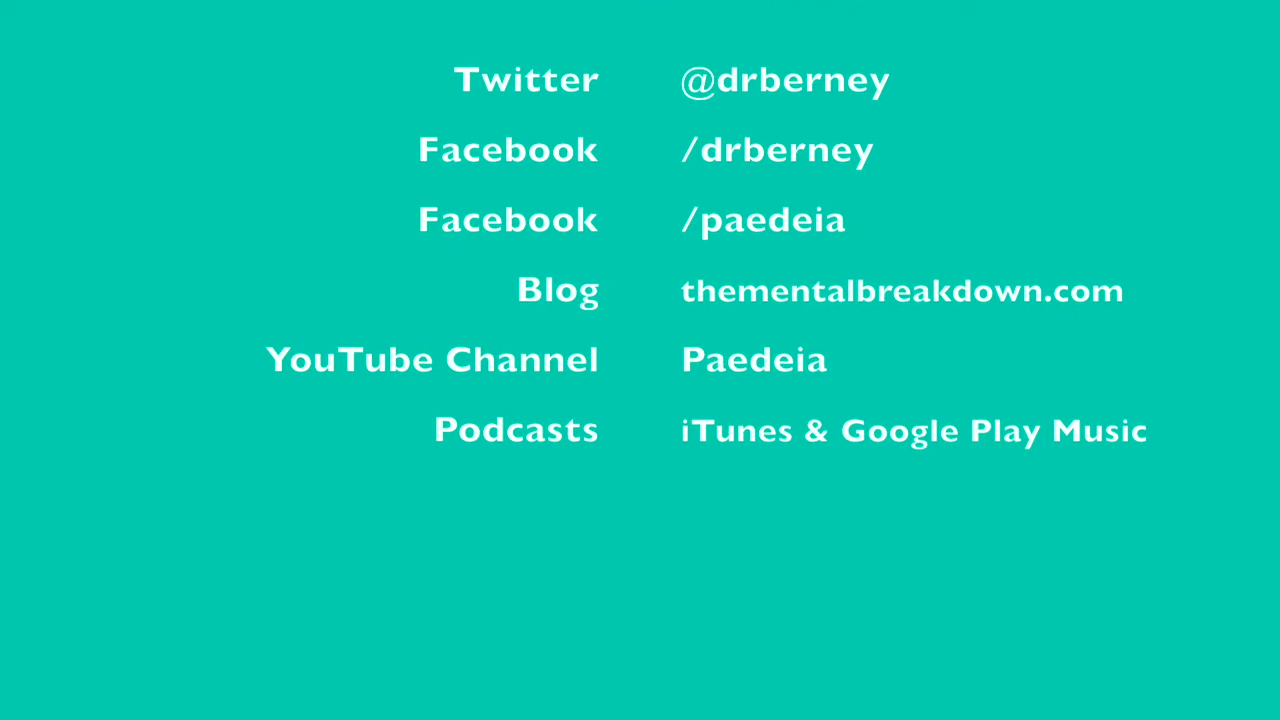 Twitter @drberney
Facebook /drberney
Facebook /paedeia
Blog thementalbreakdown.com
YouTube Channel Paedeia
Podcasts iTunes & Google Play Music